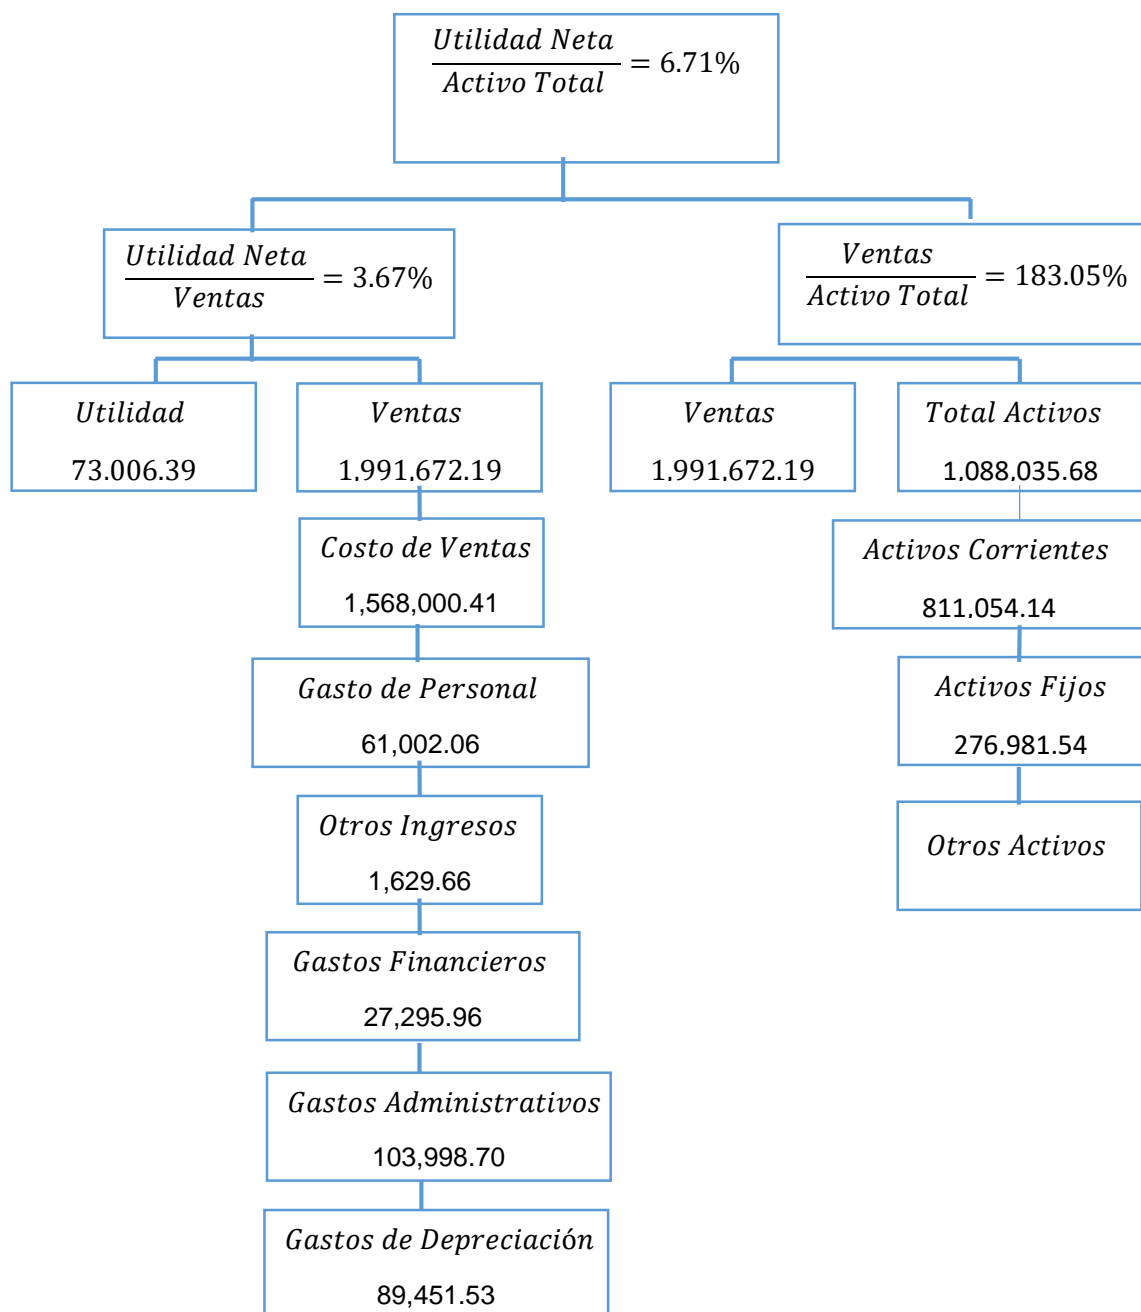 Utilidad Neta
Activo Total
= 6.71%
Utilidad Neta
Ventas
= 3.67%
Ventas
Activo Total
= 183.05%
Utilidad
73.006.39
Ventas
1,991,672.19
Ventas
1,991,672.19
Total Activos
1,088,035.68
Costo de Ventas
1,568,000.41
Activos Corrientes
811,054.14
Gasto de Personal
61,002.06
Activos Fijos
276,981.54
Otros Ingresos
1,629.66
Otros Activos
Gastos Financieros
27,295.96
Gastos Administrativos
103,998.70
Gastos de Depreciación
89,451.53